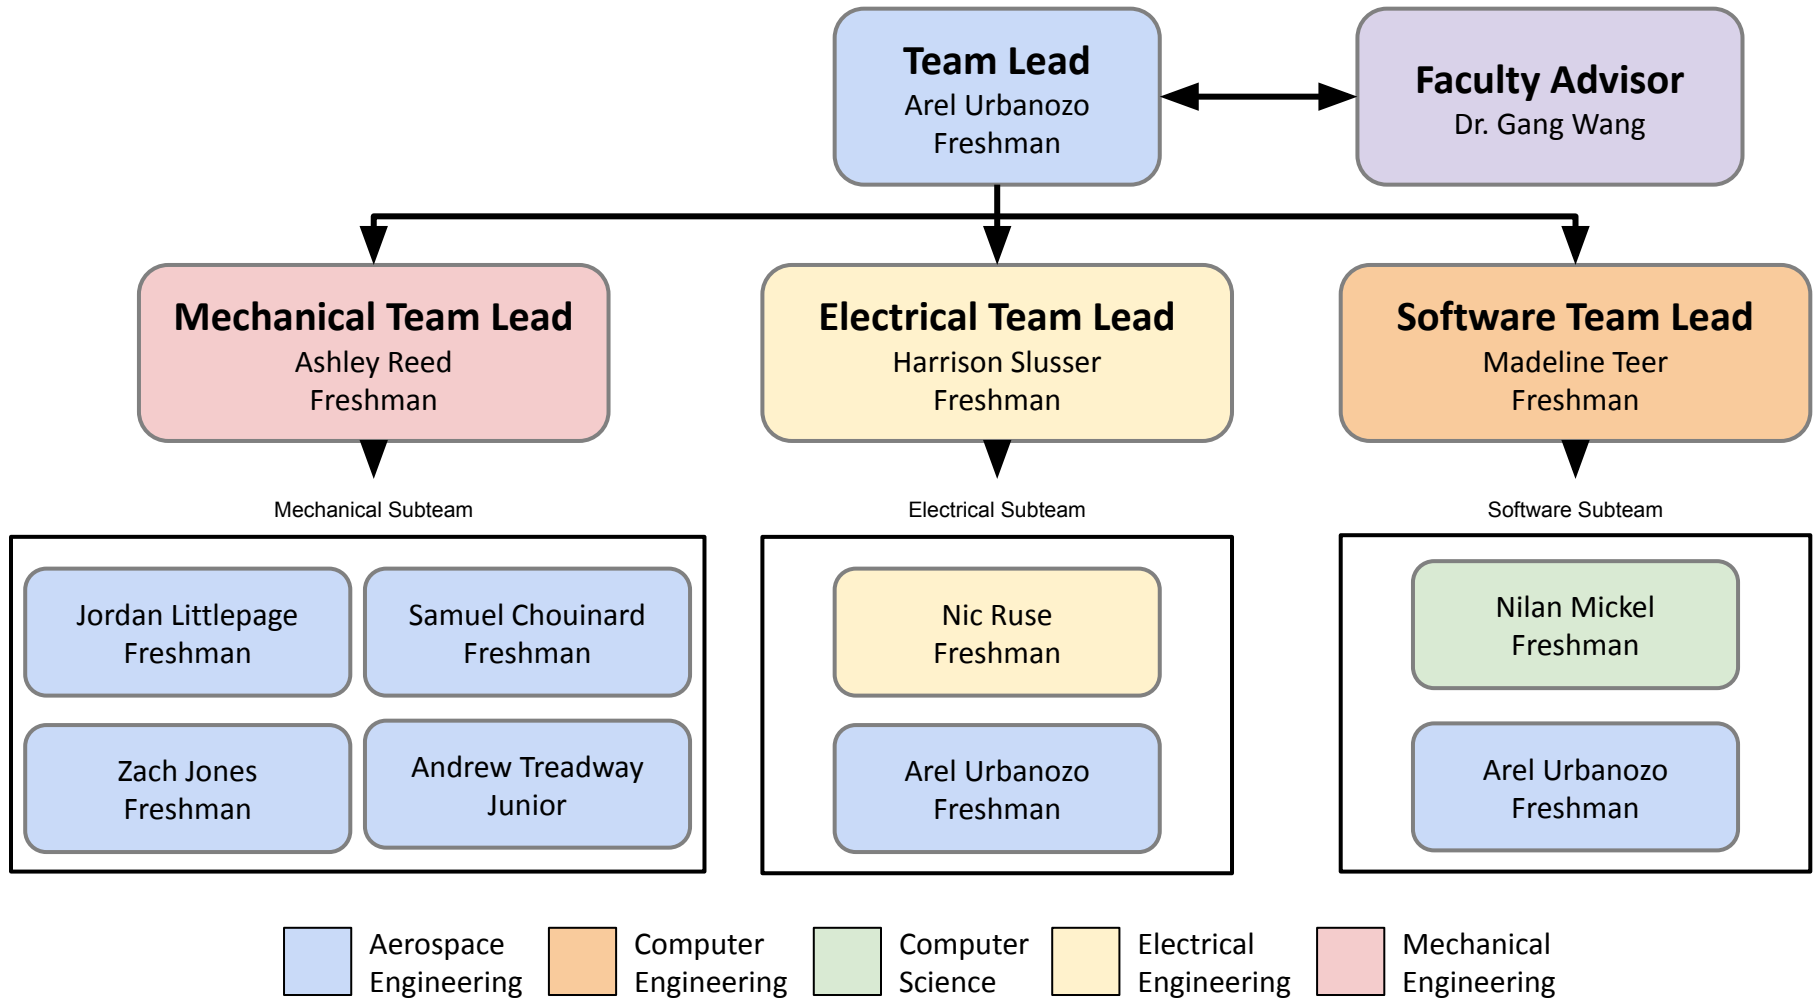 Team Lead
Arel Urbanozo
Freshman
Faculty Advisor
Dr. Gang Wang
Mechanical Team Lead
Ashley Reed
Freshman
Electrical Team Lead
Harrison Slusser
Freshman
Software Team Lead
Madeline Teer
Freshman
Mechanical Subteam
Electrical Subteam
Software Subteam
Jordan Littlepage
Freshman
Samuel Chouinard
Freshman
Zach Jones
Freshman
Andrew Treadway
Junior
Nic Ruse
Freshman
Arel Urbanozo
Freshman
Nilan Mickel
Freshman
Arel Urbanozo
Freshman
Aerospace
Engineering
Computer
Engineering
Computer
Science
Electrical
Engineering
Mechanical
Engineering